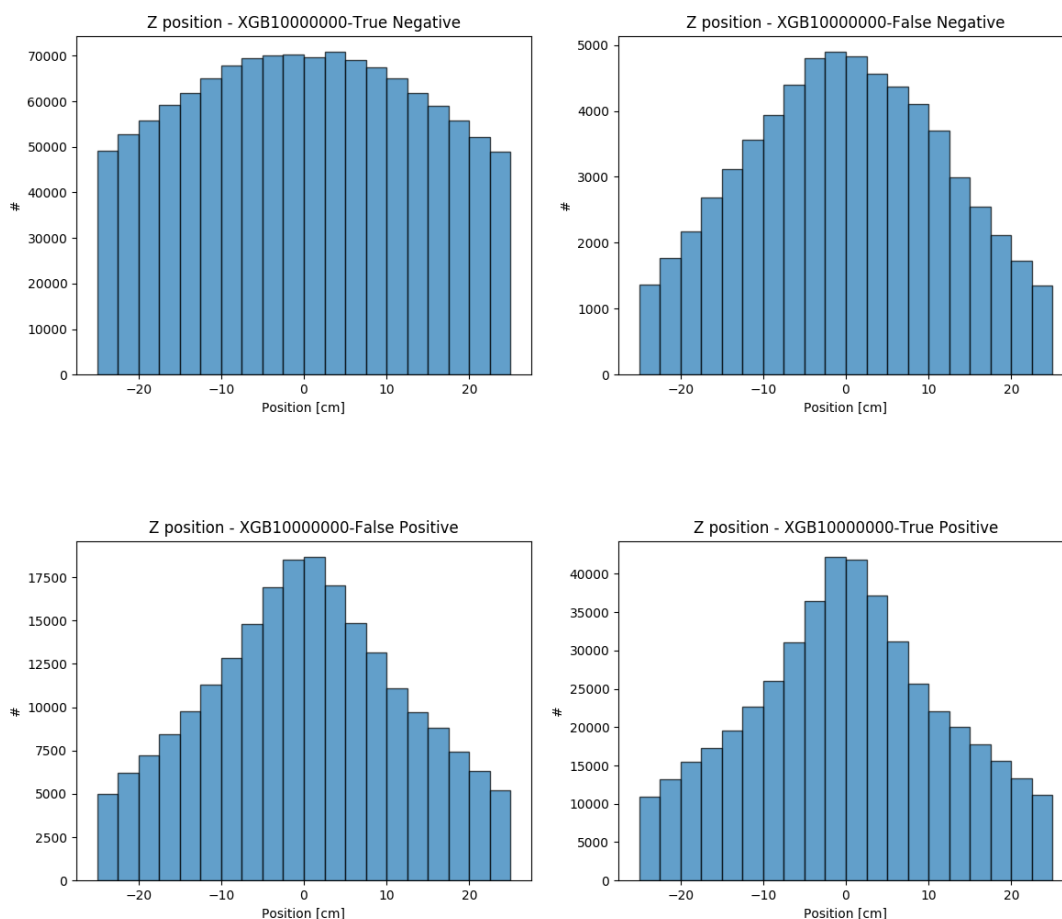 Z position - XGB10000000-True Negative
70000
60000
50000
40000
30000
20000
10000
0
#
−20 −10 0 10 20
Position [cm]
Z position - XGB10000000-False Negative
5000
4000
3000
2000
1000
0
#
−20 −10 0 10 20
Position [cm]
Z position - XGB10000000-False Positive
17500
15000
12500
10000
7500
5000
2500
0
#
−20 −10 0 10 20
Position [cm]
Z position - XGB10000000-True Positive
40000
35000
30000
25000
20000
15000
10000
5000
0
#
−20 −10 0 10 20
Position [cm]